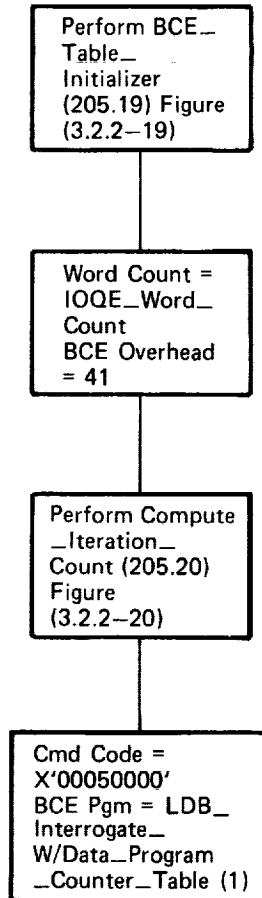 Perform BCE_
Table_
Initializer
(205.19) Figure
(3.2.2-19)
Word Count =
IOQE_Word_
Count
BCE Overhead
= 41
Perform Compute
_Iteration_
Count (205.20)
Figure
(3.2.2-20)
Cmd Code =
X'00050000'
BCE Pgm = LDB_
Interrogate_
W/Data_Program
_Counter_Table (1)